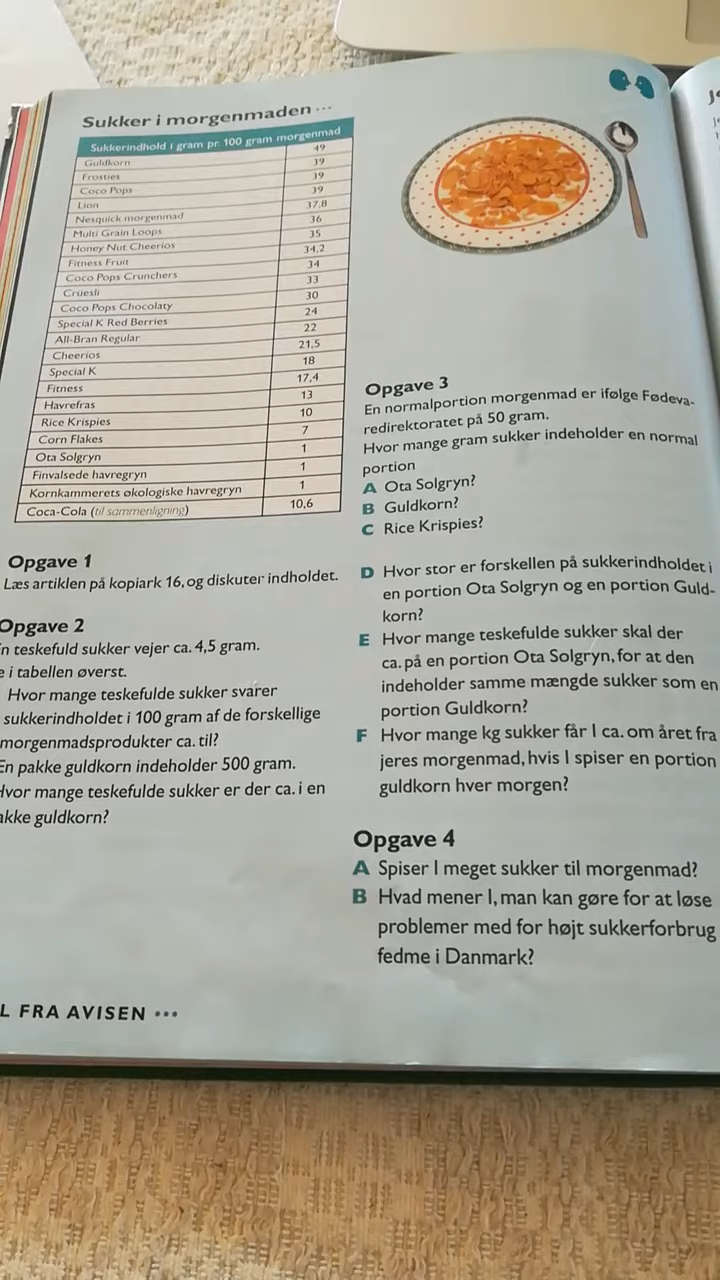 Sukker i morgenmaden ...
Sukkerindhold i gram pr. 100 gram morgenmad
Guldkorn 49
Frosties 39
Coco Pops 39
Lion 39
Nesquick morgenmad 37,8
Multi Grain Loops 36
Honey Nut Cheerios 35
Fitness Fruit 34,2
Coco Pops Crunchers 34
Crüesli 33
Coco Pops Chocolaty 30
Special K Red Berries 24
All-Bran Regular 22
Cheerios 21,5
Special K 18
Fitness 17,4
Havrefras 13
Rice Krispies 10
Corn Flakes 7
Ota Solgryn 1
Finvalsede havregryn 1
Kornkammerets økologiske havregryn 1
Coca-Cola (til sammenligning) 10,6
Opgave 1
Læs artiklen på kopiark 16, og diskuter indholdet.
Opgave 2
n teskefuld sukker vejer ca. 4,5 gram.
e i tabellen øverst.
Hvor mange teskefulde sukker svarer
sukkerindholdet i 100 gram af de forskellige
morgenmadsprodukter ca. til?
En pakke guldkorn indeholder 500 gram.
Hvor mange teskefulde sukker er der ca. i en
akke guldkorn?
Opgave 3
En normalportion morgenmad er ifølge Fødeva-
redirektoratet på 50 gram.
Hvor mange gram sukker indeholder en normal
portion
A Ota Solgryn?
B Guldkorn?
C Rice Krispies?
D Hvor stor er forskellen på sukkerindholdet i
en portion Ota Solgryn og en portion Guld-
korn?
E Hvor mange teskefulde sukker skal der
ca. på en portion Ota Solgryn, for at den
indeholder samme mængde sukker som en
portion Guldkorn?
F Hvor mange kg sukker får I ca. om året fra
jeres morgenmad, hvis I spiser en portion
guldkorn hver morgen?
Opgave 4
A Spiser I meget sukker til morgenmad?
B Hvad mener I, man kan gøre for at løse
problemer med for højt sukkerforbrug
fedme i Danmark?
L FRA AVISEN ...